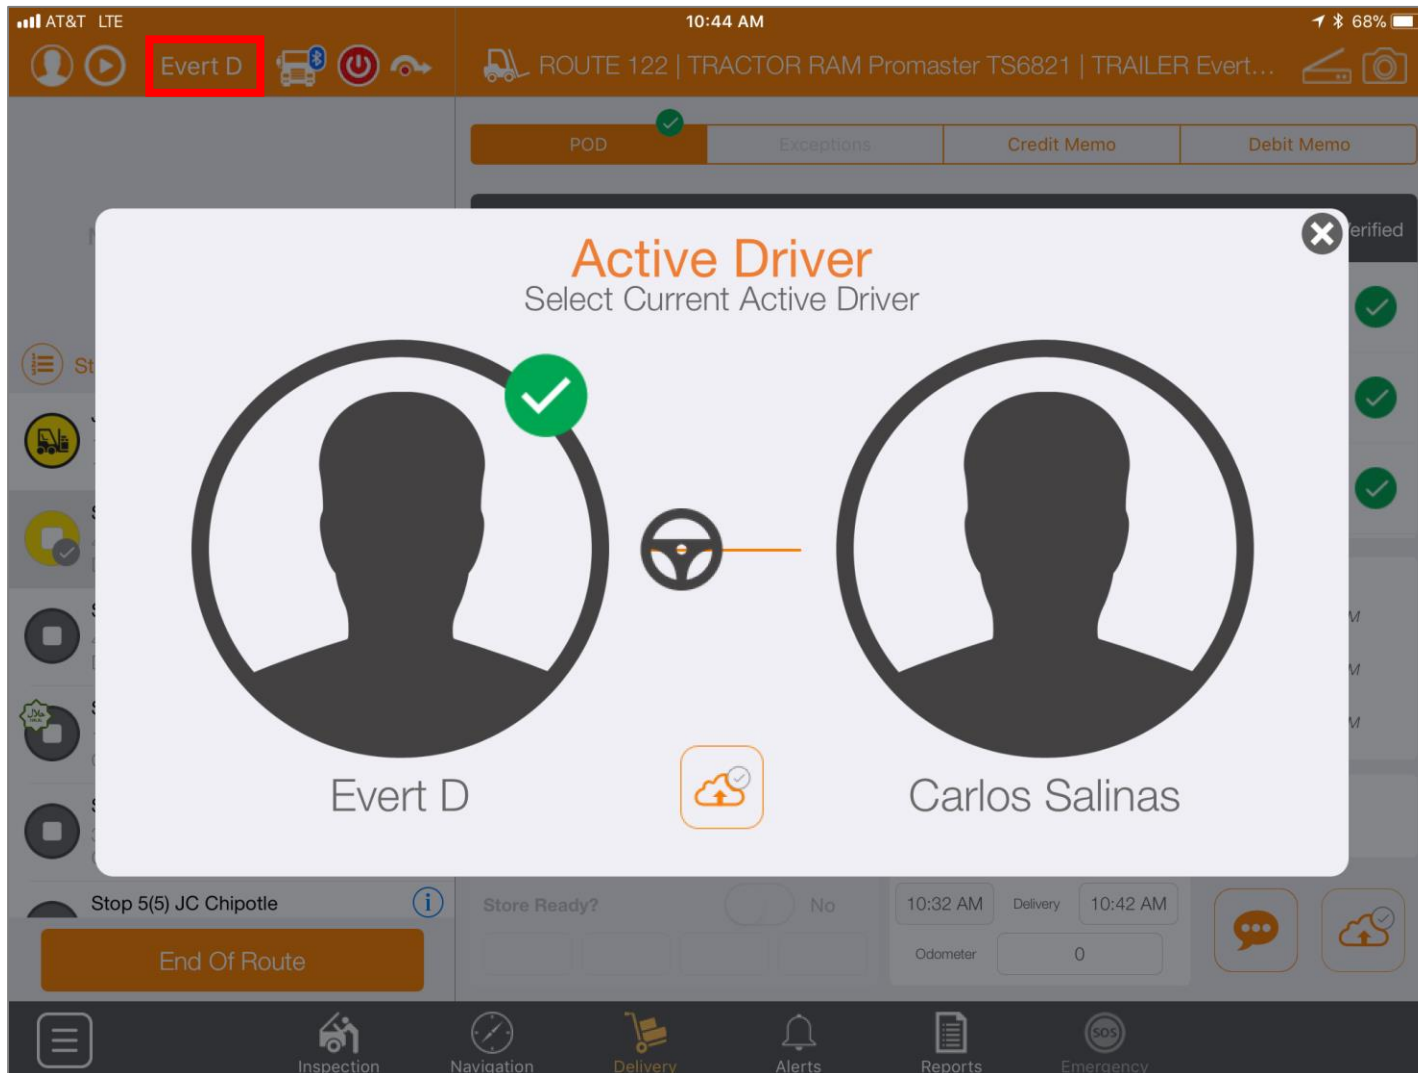 AT&T LTE
10:44 AM
68%
Evert D
ROUTE 122 | TRACTOR RAM Promaster TS6821 | TRAILER Evert...
POD
Exceptions
Credit Memo
Debit Memo
erified
Active Driver
Select Current Active Driver
St
Evert D
Carlos Salinas
M
M
M
Stop 5(5) JC Chipotle
Store Ready?
No
10:32 AM
Delivery
10:42 AM
End Of Route
Odometer
0
Inspection
Navigation
Delivery
Alerts
Reports
SOS
Emergency